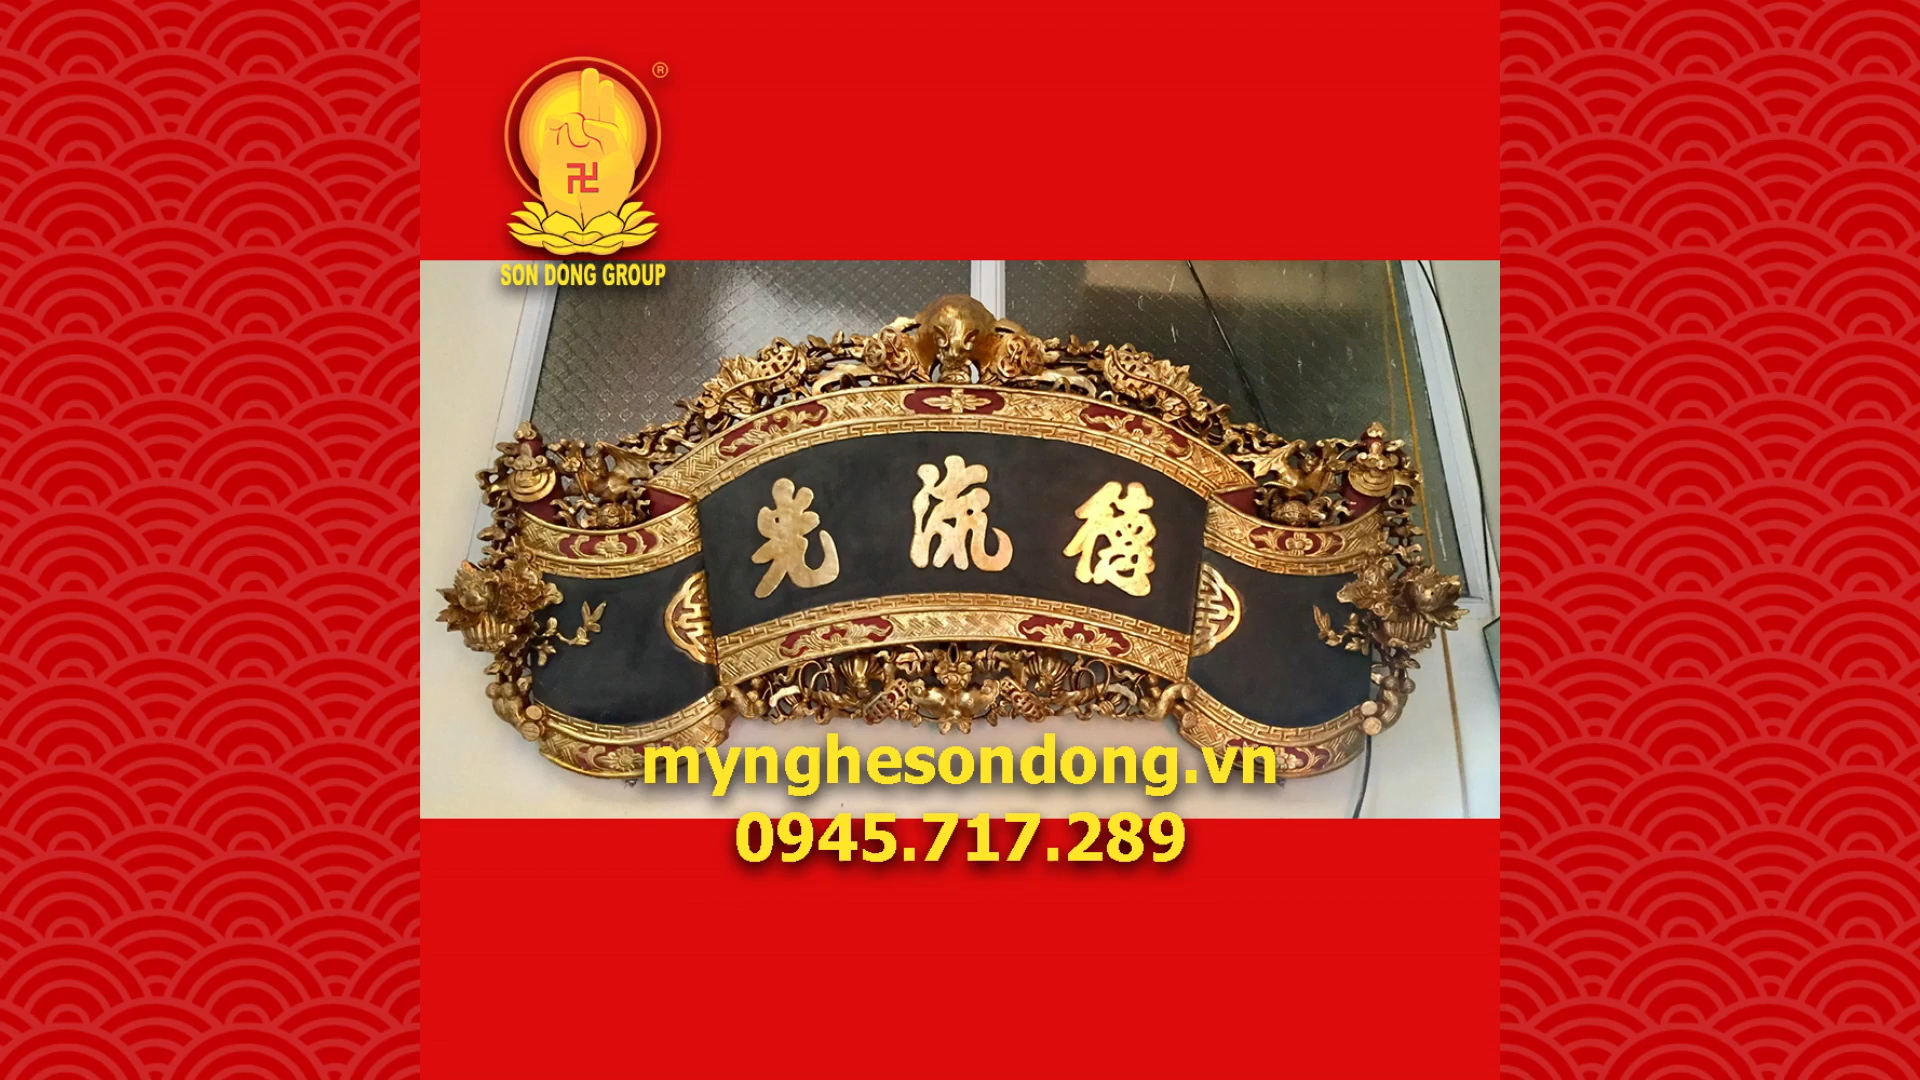 ®
SON DONG GROUP
德流光
mynghesondong.vn
0945.717.289